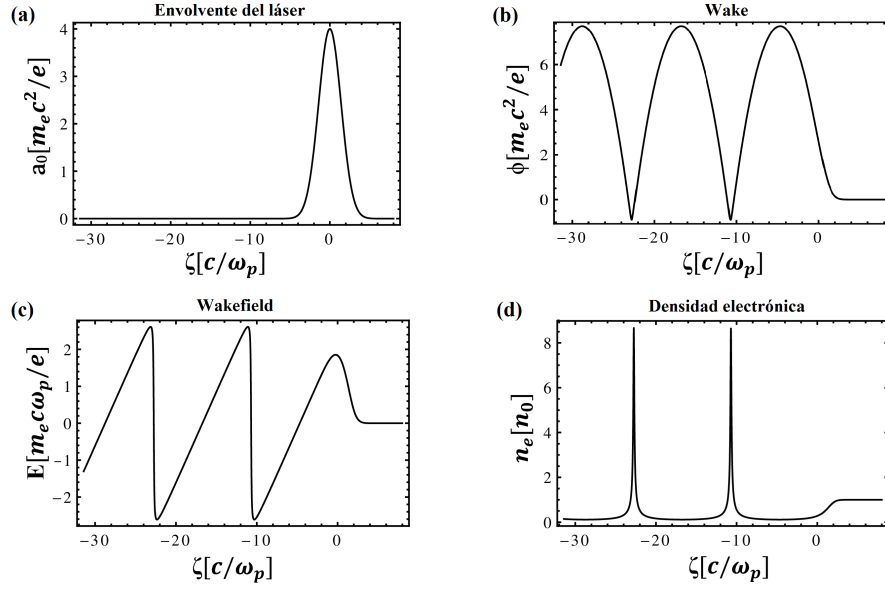 (a)
Envolvente del láser
a₀[mₑc²/e]
4
3
2
1
0
−30
−20
−10
0
ζ[c/ωₚ]
(b)
Wake
ϕ[mₑc²/e]
6
4
2
0
−30
−20
−10
0
ζ[c/ωₚ]
(c)
Wakefield
E[mₑcωₚ/e]
2
1
0
−1
−2
−30
−20
−10
0
ζ[c/ωₚ]
(d)
Densidad electrónica
nₑ[n₀]
8
6
4
2
0
−30
−20
−10
0
ζ[c/ωₚ]